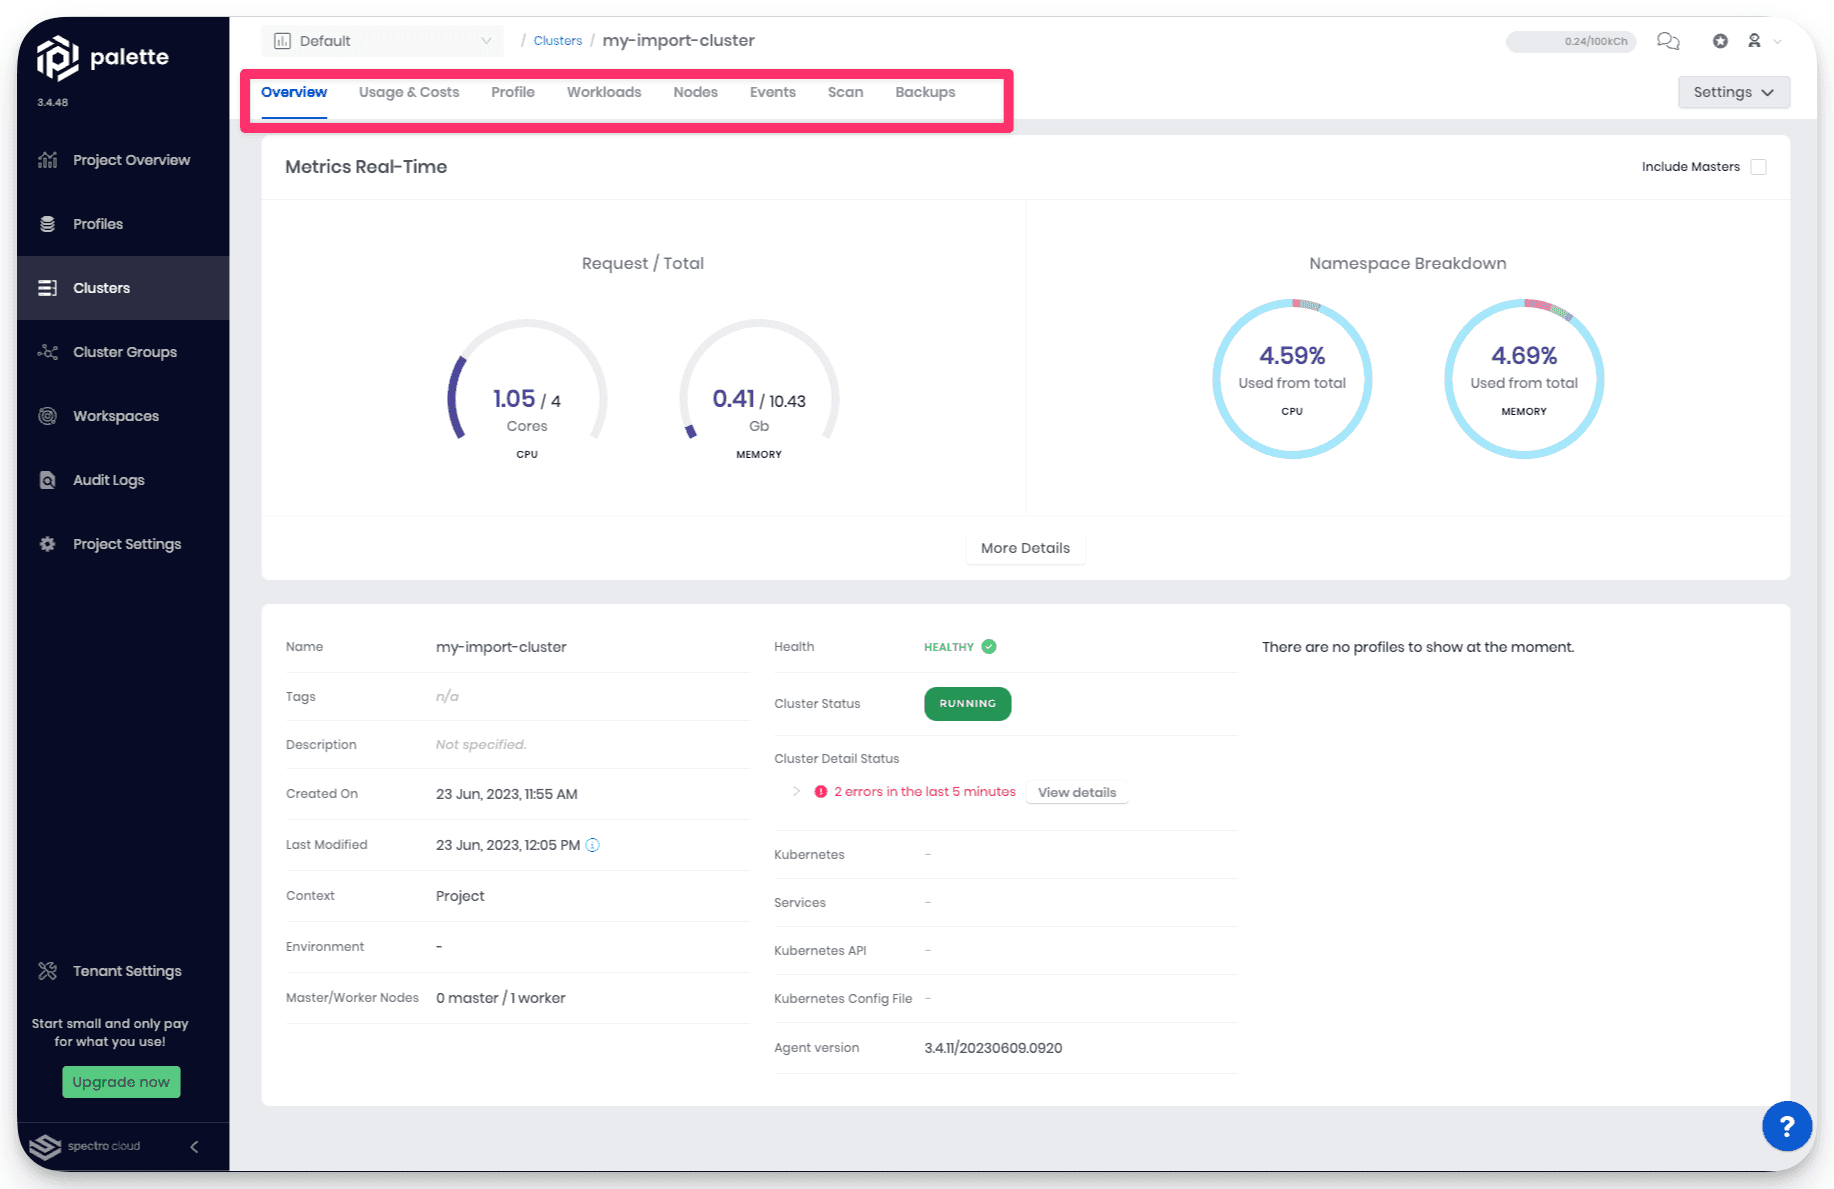 palette
3.4.48
Project Overview
Profiles
Clusters
Cluster Groups
Workspaces
Audit Logs
Project Settings
Tenant Settings
Start small and only pay
for what you use!
Upgrade now
spectro cloud
Default / Clusters / my-import-cluster
0.24/100kCh
Overview Usage & Costs Profile Workloads Nodes Events Scan Backups
Settings
Metrics Real-Time
Include Masters
Request / Total
1.05 / 4
Cores
CPU
0.41 / 10.43
Gb
MEMORY
Namespace Breakdown
4.59%
Used from total
CPU
4.69%
Used from total
MEMORY
More Details
Name my-import-cluster
Tags n/a
Description Not specified.
Created On 23 Jun, 2023, 11:55 AM
Last Modified 23 Jun, 2023, 12:05 PM
Context Project
Environment -
Master/Worker Nodes 0 master / 1 worker
Health HEALTHY
Cluster Status RUNNING
Cluster Detail Status
2 errors in the last 5 minutes View details
Kubernetes -
Services -
Kubernetes API -
Kubernetes Config File -
Agent version 3.4.11/20230609.0920
There are no profiles to show at the moment.
?